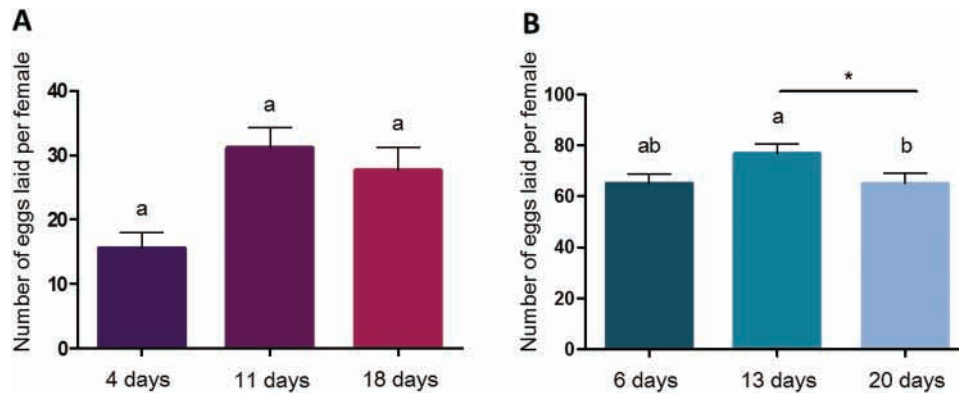 A
Number of eggs laid per female
40
30
20
10
0
a
a
a
4 days
11 days
18 days
B
Number of eggs laid per female
100
80
60
40
20
0
*
ab
a
b
6 days
13 days
20 days